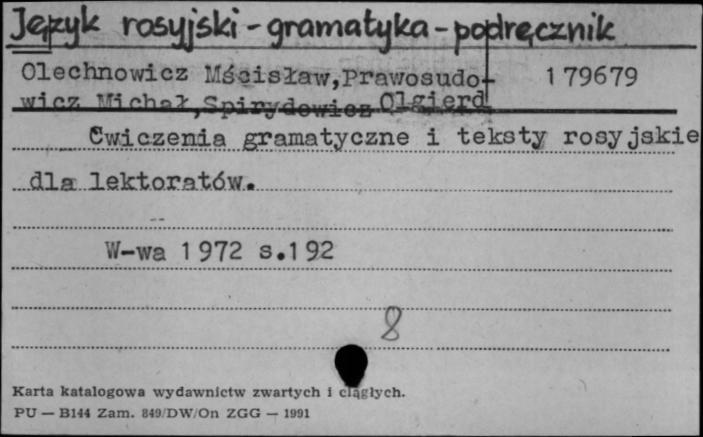 Język rosyjski - gramatyka - podręcznik
Olechnowicz Mścisław,Prawosudo- 179679
wicz Michał,Spirydowicz Olgierd
Cwiczenia gramatyczne i teksty rosyjskie
dla lektoratów.
W-wa 1972 s.192
8
Karta katalogowa wydawnictw zwartych i ciągłych.
PU — B144 Zam. 849/DW/On ZGG — 1991